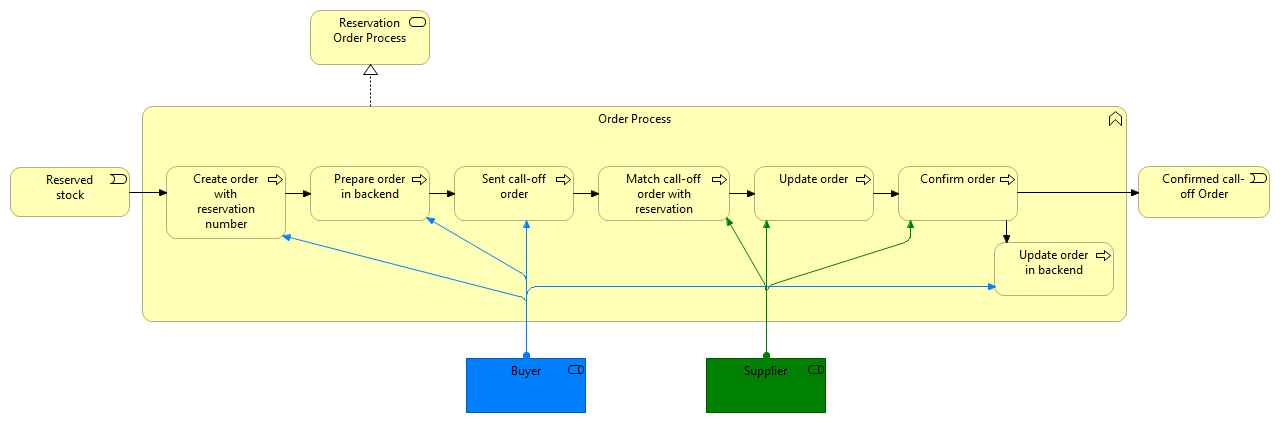 Reservation
Order Process
Order Process
Reserved
stock
Create order
with
reservation
number
Prepare order
in backend
Sent call-off
order
Match call-off
order with
reservation
Update order
Confirm order
Confirmed call-
off Order
Update order
in backend
Buyer
Supplier